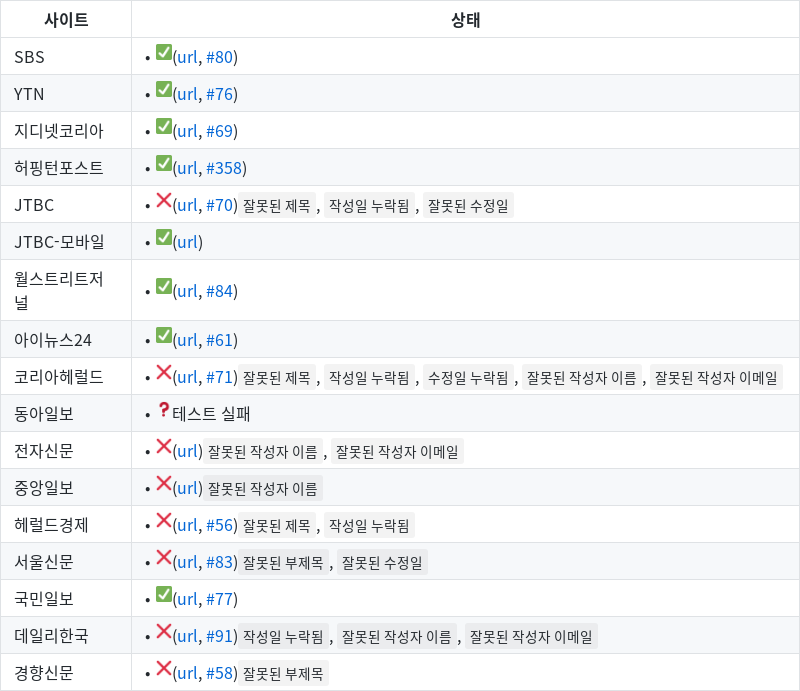 사이트 상태
SBS • ✅(url, #80)
YTN • ✅(url, #76)
지디넷코리아 • ✅(url, #69)
허핑턴포스트 • ✅(url, #358)
JTBC • ❌(url, #70) 잘못된 제목 , 작성일 누락됨 , 잘못된 수정일
JTBC-모바일 • ✅(url)
월스트리트저
널 • ✅(url, #84)
아이뉴스24 • ✅(url, #61)
코리아헤럴드 • ❌(url, #71) 잘못된 제목 , 작성일 누락됨 , 수정일 누락됨 , 잘못된 작성자 이름 , 잘못된 작성자 이메일
동아일보 • ❓테스트 실패
전자신문 • ❌(url) 잘못된 작성자 이름 , 잘못된 작성자 이메일
중앙일보 • ❌(url) 잘못된 작성자 이름
헤럴드경제 • ❌(url, #56) 잘못된 제목 , 작성일 누락됨
서울신문 • ❌(url, #83) 잘못된 부제목 , 잘못된 수정일
국민일보 • ✅(url, #77)
데일리한국 • ❌(url, #91) 작성일 누락됨 , 잘못된 작성자 이름 , 잘못된 작성자 이메일
경향신문 • ❌(url, #58) 잘못된 부제목